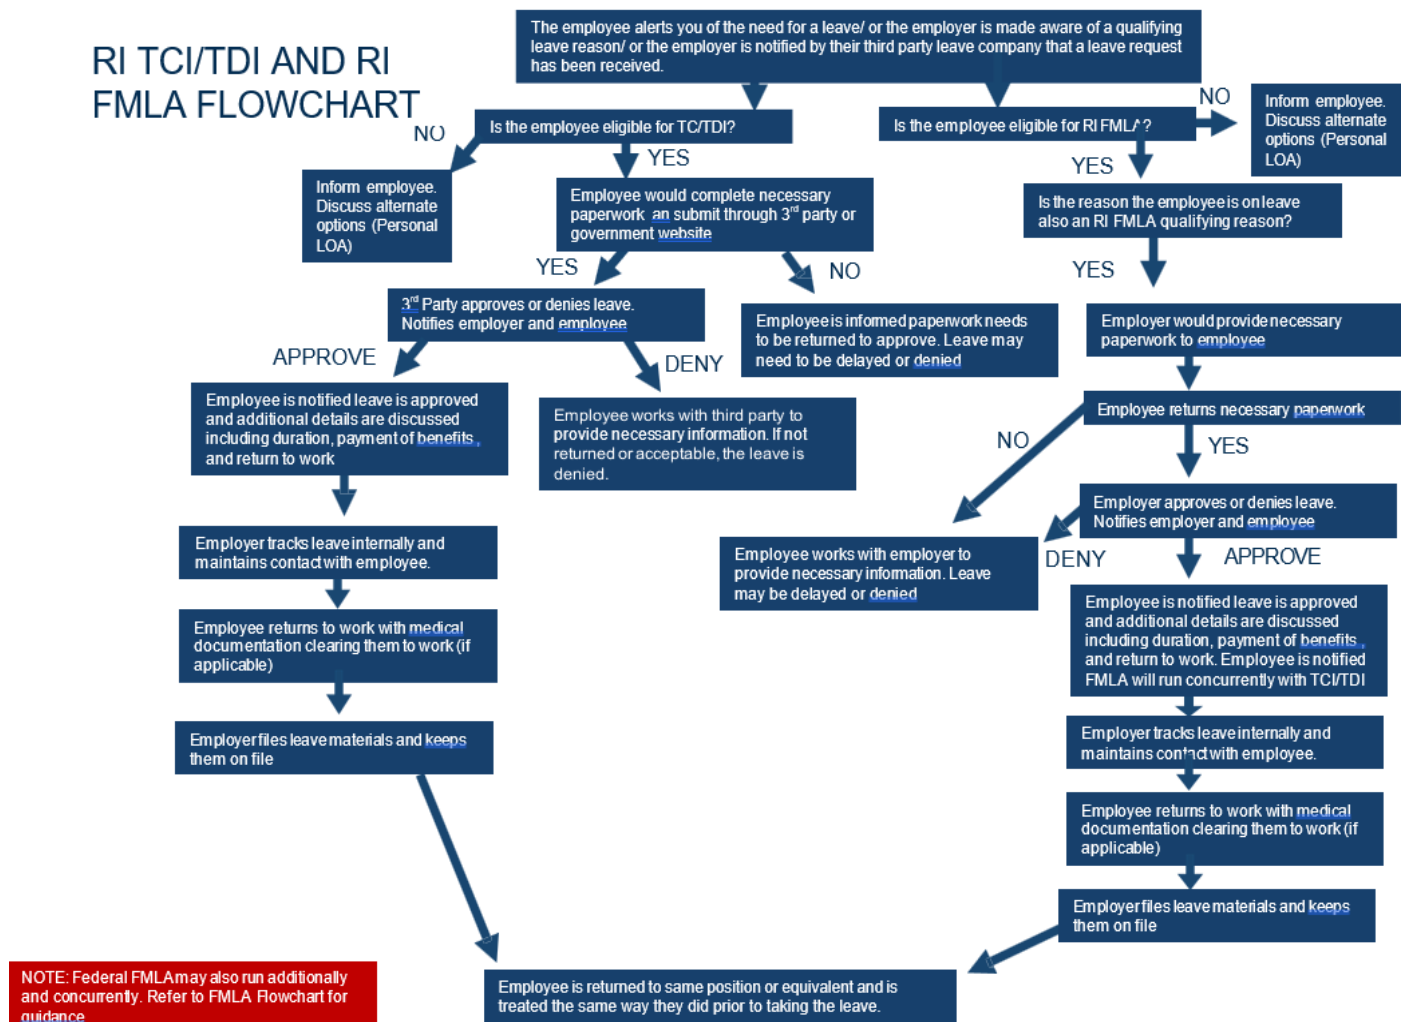 RI TCI/TDI AND RI
FMLA FLOWCHART
The employee alerts you of the need for a leave/ or the employer is made aware of a qualifying
leave reason/ or the employer is notified by their third party leave company that a leave request
has been received.
Is the employee eligible for TC/TDI?
Is the employee eligible for RI FMLA?
NO
Inform employee.
Discuss alternate
options (Personal
LOA)
NO
YES
YES
Inform employee.
Discuss alternate
options (Personal
LOA)
Employee would complete necessary
paperwork an submit through 3rd party or
government website
Is the reason the employee is on leave
also an RI FMLA qualifying reason?
YES
NO
YES
3rd Party approves or denies leave.
Notifies employer and employee
Employee is informed paperwork needs
to be returned to approve. Leave may
need to be delayed or denied
Employer would provide necessary
paperwork to employee
APPROVE
DENY
Employee is notified leave is approved
and additional details are discussed
including duration, payment of benefits ,
and return to work
Employee works with third party to
provide necessary information. If not
returned or acceptable, the leave is
denied.
Employee returns necessary paperwork
NO
YES
Employer approves or denies leave.
Notifies employer and employee
Employer tracks leave internally and
maintains contact with employee.
Employee works with employer to
provide necessary information. Leave
may be delayed or denied
DENY
APPROVE
Employee returns to work with medical
documentation clearing them to work (if
applicable)
Employee is notified leave is approved
and additional details are discussed
including duration, payment of benefits ,
and return to work. Employee is notified
FMLA will run concurrently with TCI/TDI
Employer files leave materials and keeps
them on file
Employer tracks leave internally and
maintains contact with employee.
Employee returns to work with medical
documentation clearing them to work (if
applicable)
Employer files leave materials and keeps
them on file
NOTE: Federal FMLA may also run additionally
and concurrently. Refer to FMLA Flowchart for
guidance
Employee is returned to same position or equivalent and is
treated the same way they did prior to taking the leave.